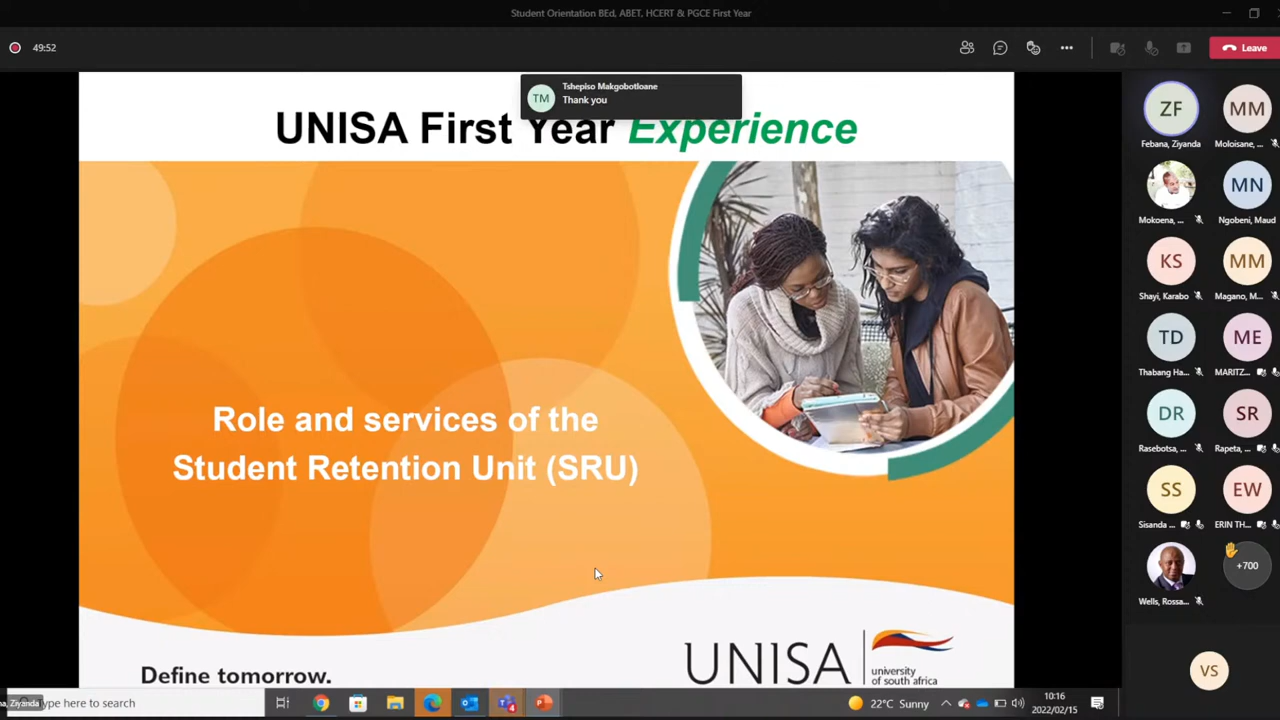 Student Orientation BEd, ABET, HCERT & PGCE First Year
49:52
Leave
TM
Tshepiso Makgobotloane
Thank you
UNISA First Year Experience
Role and services of the
Student Retention Unit (SRU)
Define tomorrow.
UNISA
university
of south africa
ZF
Febana, Ziyanda
MM
Moloisane, ...
Mokoena, ...
MN
Ngobeni, Maud
KS
Shayi, Karabo
MM
Magano, M...
TD
Thabang Ha...
ME
MARITZ...
DR
Rasebotsa, ...
SR
Rapeta, ...
SS
Sisanda ...
EW
ERIN TH...
Wells, Rossa...
+700
VS
na, Ziyanda
ype here to search
22°C Sunny
10:16
2022/02/15